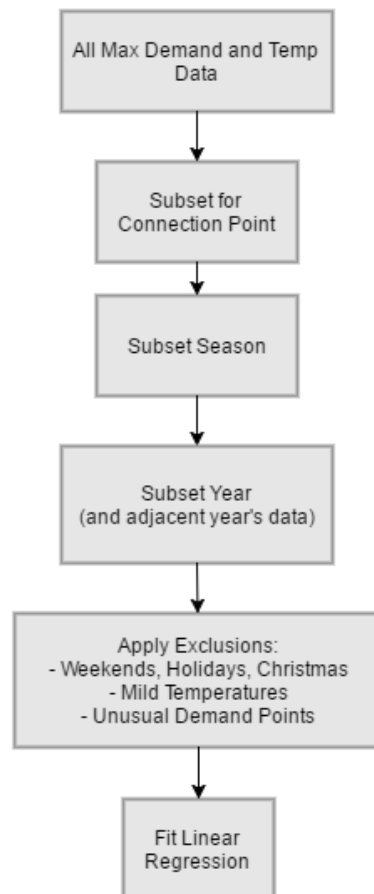 All Max Demand and Temp
Data
Subset for
Connection Point
Subset Season
Subset Year
(and adjacent year's data)
Apply Exclusions:
- Weekends, Holidays, Christmas
- Mild Temperatures
- Unusual Demand Points
Fit Linear
Regression